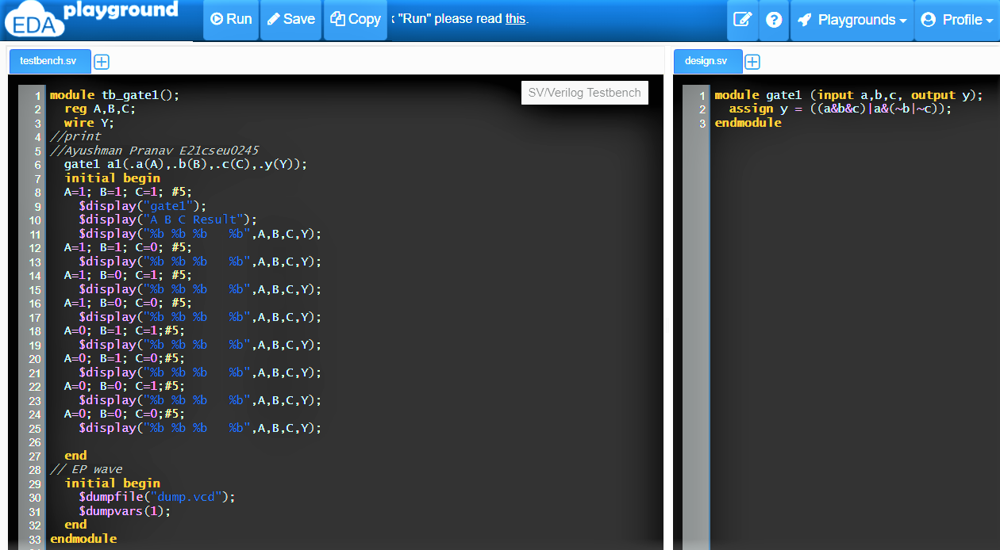 EDA playground
Run Save Copy k "Run" please read this. Playgrounds Profile
testbench.sv
SV/Verilog Testbench
1 module tb_gate1();
2 reg A,B,C;
3 wire Y;
4 //print
5 //Ayushman Pranav E21cseu0245
6 gate1 a1(.a(A),.b(B),.c(C),.y(Y));
7 initial begin
8 A=1; B=1; C=1; #5;
9 $display("gate1");
10 $display("A B C Result");
11 $display("%b %b %b   %b",A,B,C,Y);
12 A=1; B=1; C=0; #5;
13 $display("%b %b %b   %b",A,B,C,Y);
14 A=1; B=0; C=1; #5;
15 $display("%b %b %b   %b",A,B,C,Y);
16 A=1; B=0; C=0; #5;
17 $display("%b %b %b   %b",A,B,C,Y);
18 A=0; B=1; C=1;#5;
19 $display("%b %b %b   %b",A,B,C,Y);
20 A=0; B=1; C=0;#5;
21 $display("%b %b %b   %b",A,B,C,Y);
22 A=0; B=0; C=1;#5;
23 $display("%b %b %b   %b",A,B,C,Y);
24 A=0; B=0; C=0;#5;
25 $display("%b %b %b   %b",A,B,C,Y);
26
27 end
28 // EP wave
29 initial begin
30 $dumpfile("dump.vcd");
31 $dumpvars(1);
32 end
33 endmodule
design.sv
1 module gate1 (input a,b,c, output y);
2 assign y = ((a&b&c)|a&(~b|~c));
3 endmodule